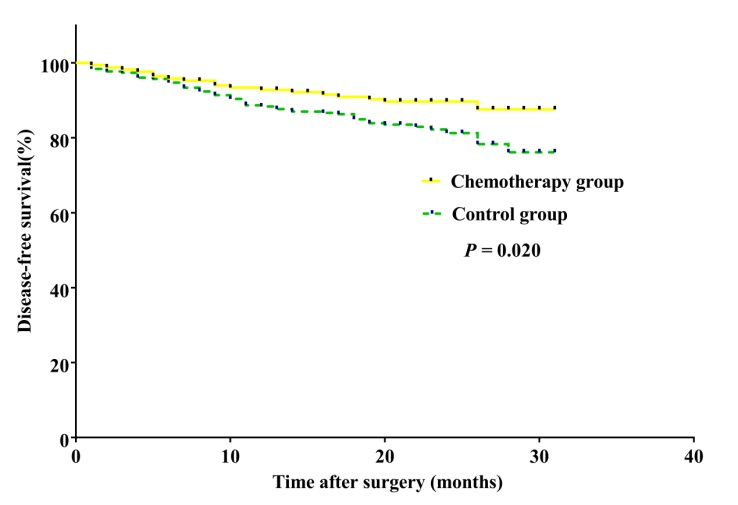 Disease-free survival(%)
100
80
60
40
20
0
Chemotherapy group
Control group
P = 0.020
0 10 20 30 40
Time after surgery (months)